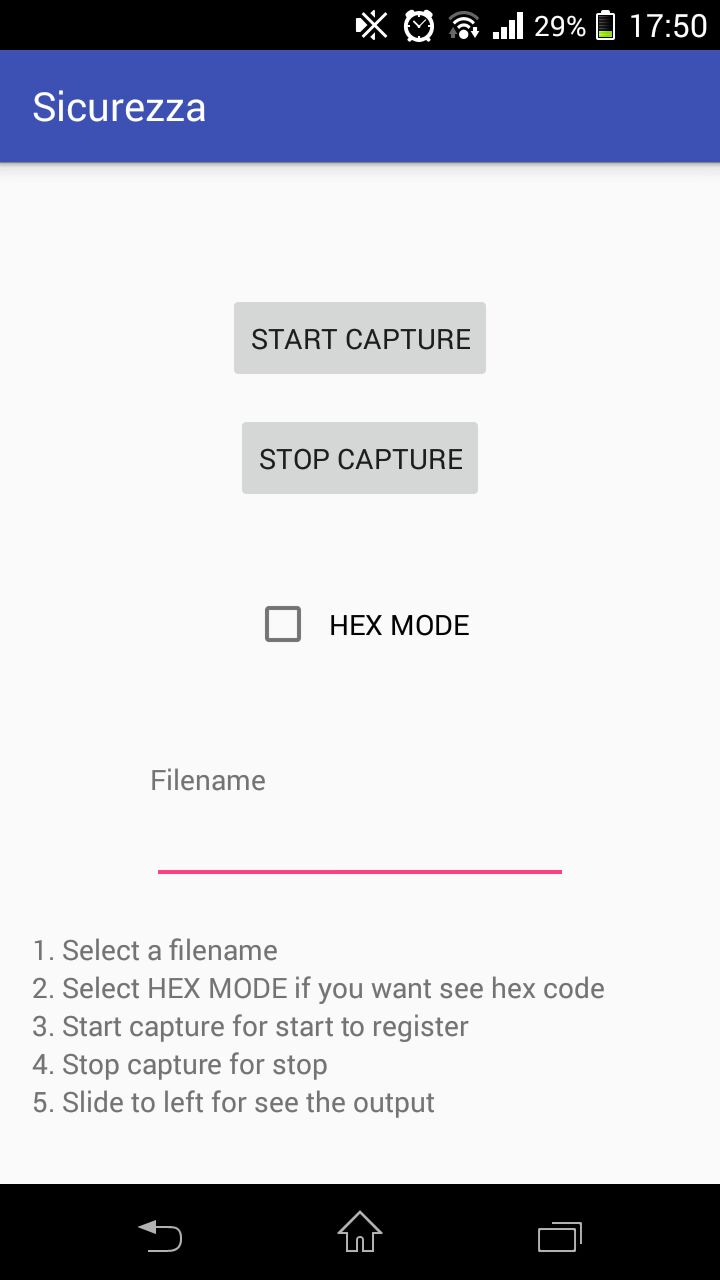 29% 17:50
Sicurezza
START CAPTURE
STOP CAPTURE
HEX MODE
Filename
1. Select a filename
2. Select HEX MODE if you want see hex code
3. Start capture for start to register
4. Stop capture for stop
5. Slide to left for see the output